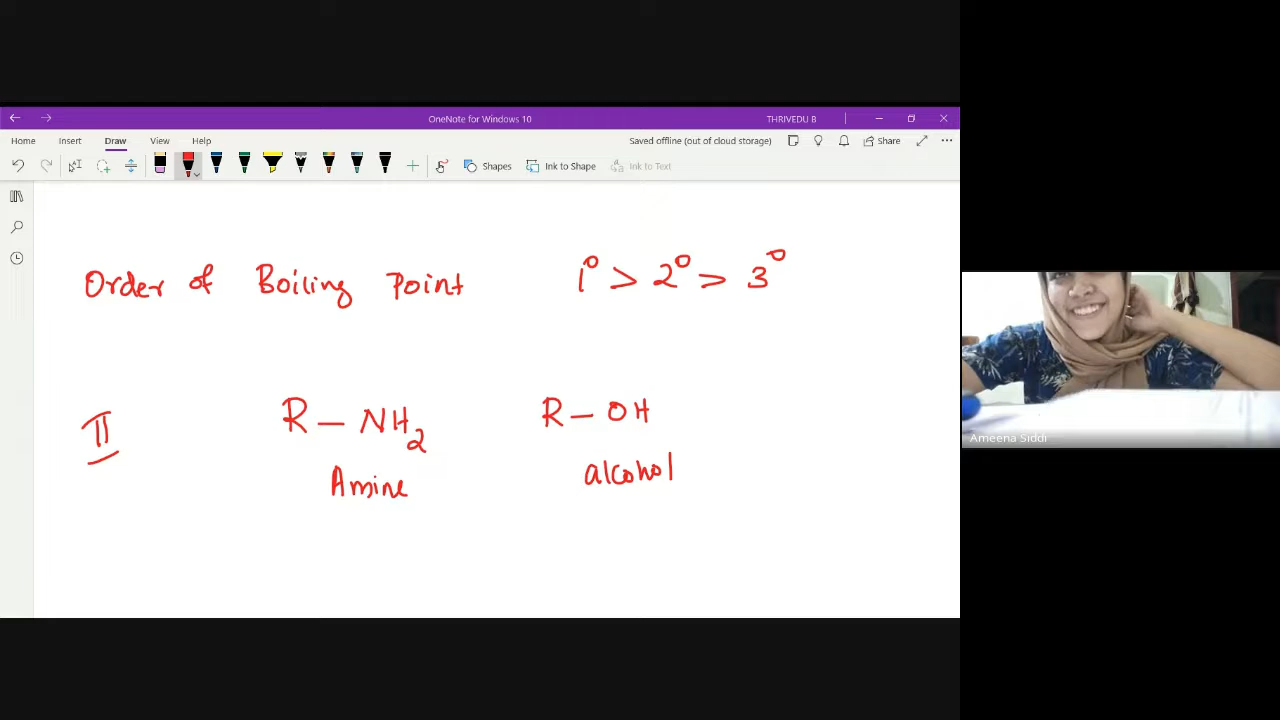 OneNote for Windows 10
THRIVEDU B
Home Insert Draw View Help
Saved offline (out of cloud storage)
Share
Shapes
Ink to Shape
Ink to Text
Order of Boiling Point 1° > 2° > 3°
II R — NH₂ R — OH
Amine alcohol
Ameena Siddi